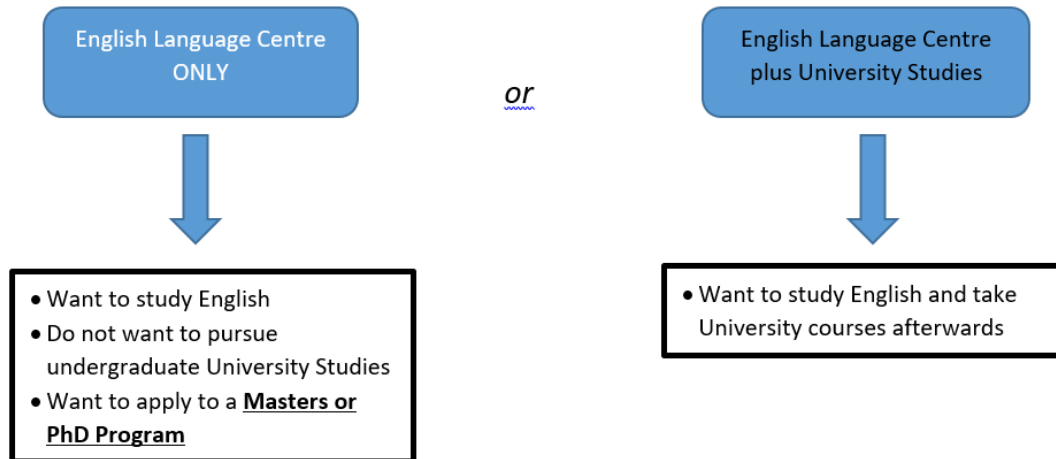 English Language Centre
ONLY
or
English Language Centre
plus University Studies
• Want to study English
• Do not want to pursue
undergraduate University Studies
• Want to apply to a Masters or
PhD Program
• Want to study English and take
University courses afterwards